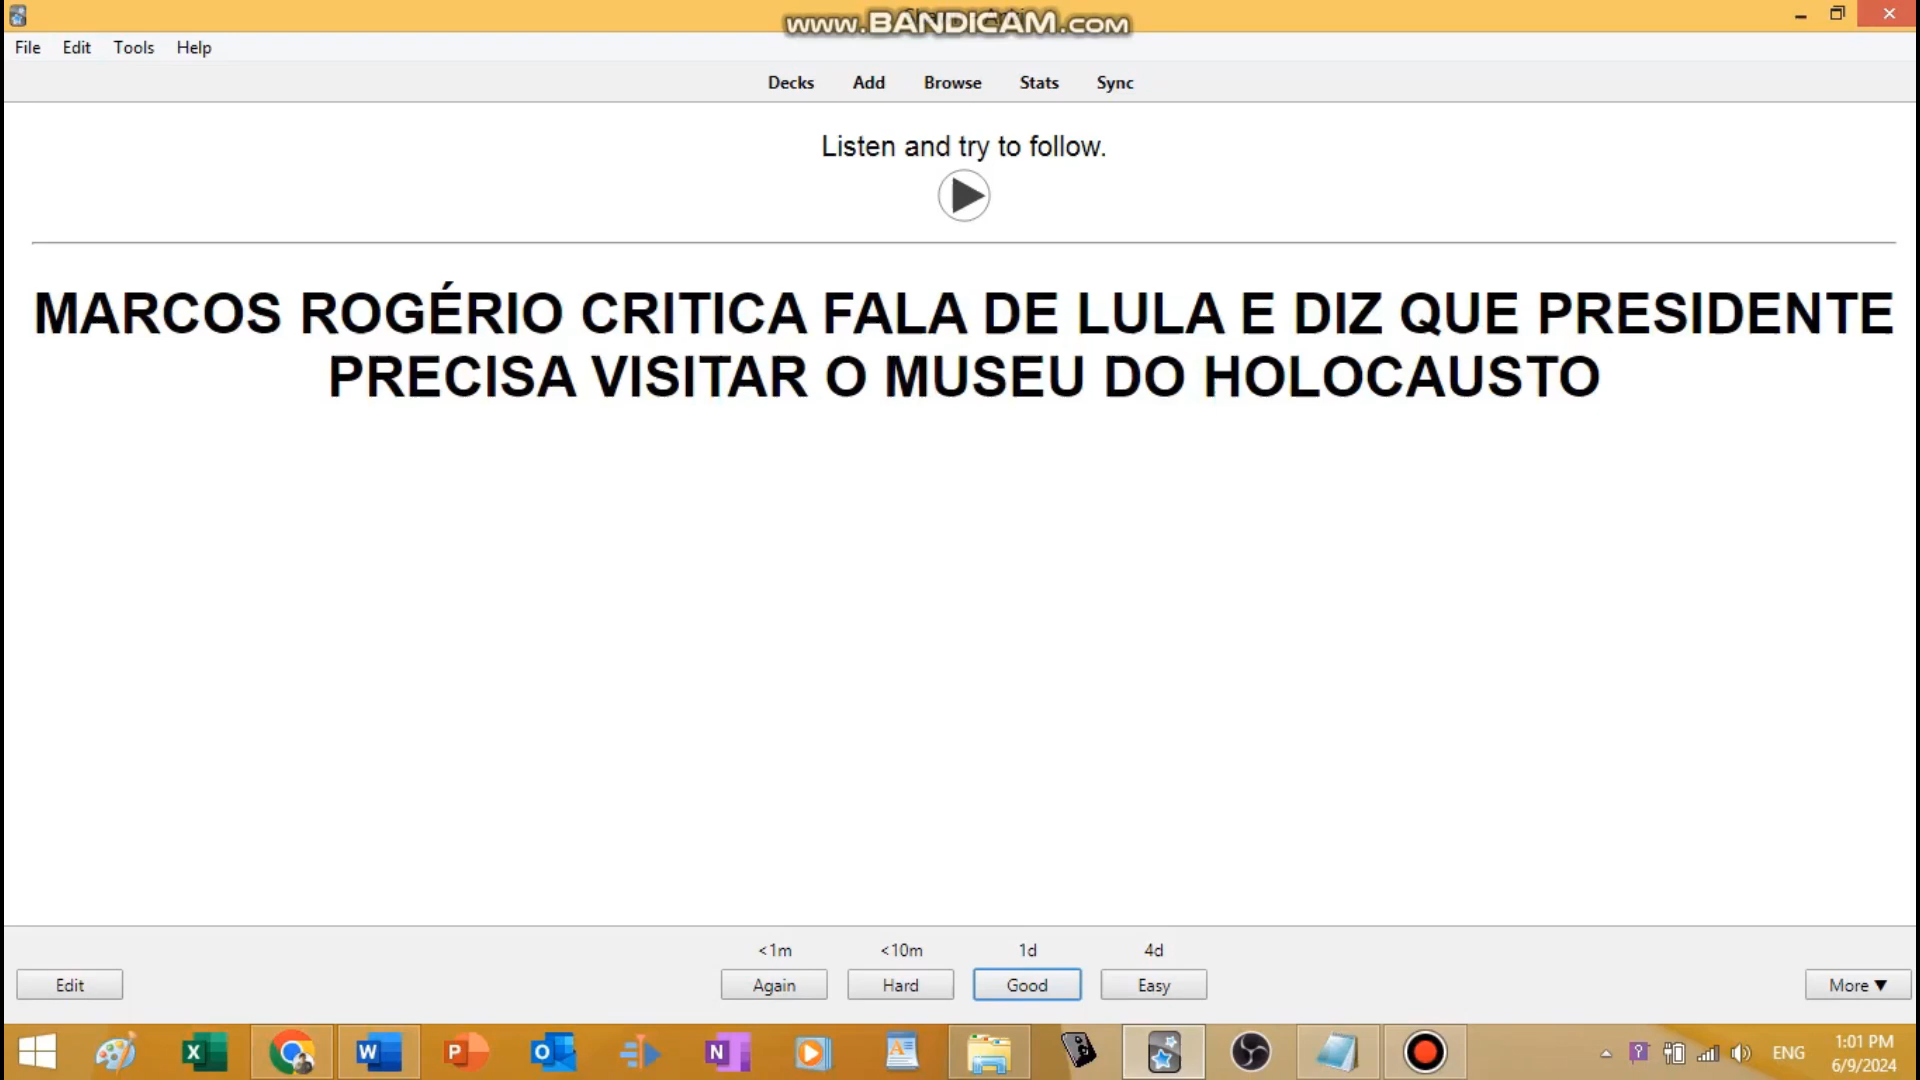 www.BANDICAM.com
File Edit Tools Help
Decks Add Browse Stats Sync
Listen and try to follow.
MARCOS ROGÉRIO CRITICA FALA DE LULA E DIZ QUE PRESIDENTE
PRECISA VISITAR O MUSEU DO HOLOCAUSTO
<1m <10m 1d 4d
Edit Again Hard Good Easy More ▼
ENG 1:01 PM
6/9/2024